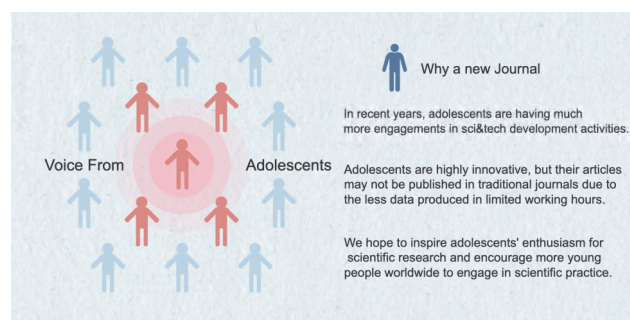 Voice From Adolescents
Why a new Journal
In recent years, adolescents are having much
more engagements in sci&tech development activities.
Adolescents are highly innovative, but their articles
may not be published in traditional journals due to
the less data produced in limited working hours.
We hope to inspire adolescents' enthusiasm for
scientific research and encourage more young
people worldwide to engage in scientific practice.